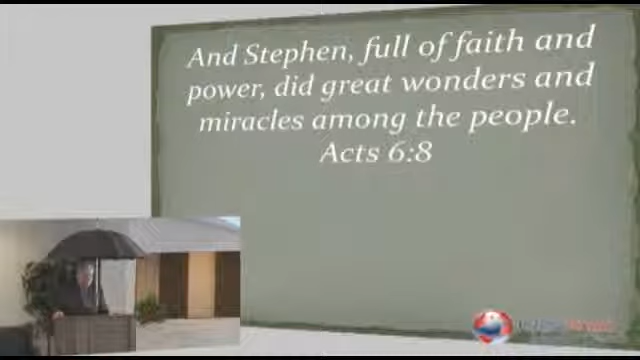 And Stephen, full of faith and
power, did great wonders and
miracles among the people.
Acts 6:8